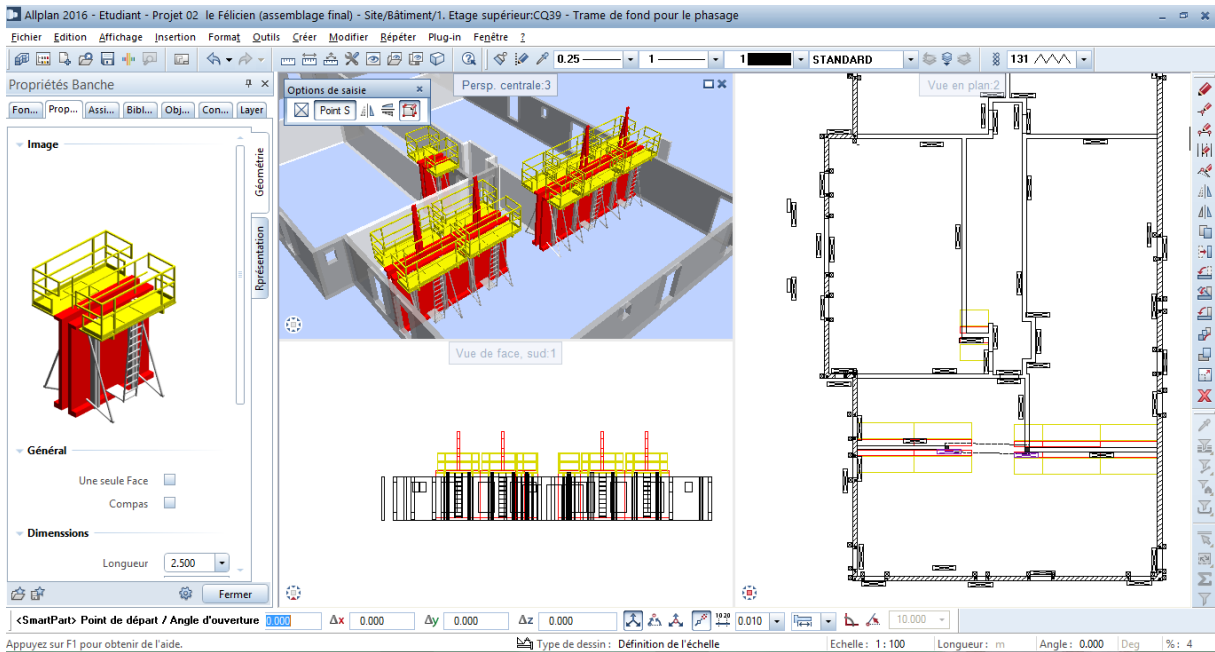 Allplan 2016 - Etudiant - Projet 02 le Félicien (assemblage final) - Site/Bâtiment/1. Etage supérieur:CQ39 - Trame de fond pour le phasage
Fichier Edition Affichage Insertion Format Outils Créer Modifier Répéter Plug-in Fenêtre ?
0.25 1 1 STANDARD 131
Propriétés Banche
Fon... Prop... Assi... Bibl... Obj... Con... Layer
Image
Géométrie
Rprésentation
Général
Une seule Face
Compas
Dimenssions
Longueur 2.500
Fermer
Options de saisie
Point S
Persp. centrale:3
Vue de face, sud:1
Vue en plan:2
<SmartPart> Point de départ / Angle d'ouverture 0.000 Δx 0.000 Δy 0.000 Δz 0.000 1020 0.010 10.000
Appuyez sur F1 pour obtenir de l'aide. Type de dessin : Définition de l'échelle Echelle : 1 : 100 Longueur : m Angle : 0.000 Deg % : 4